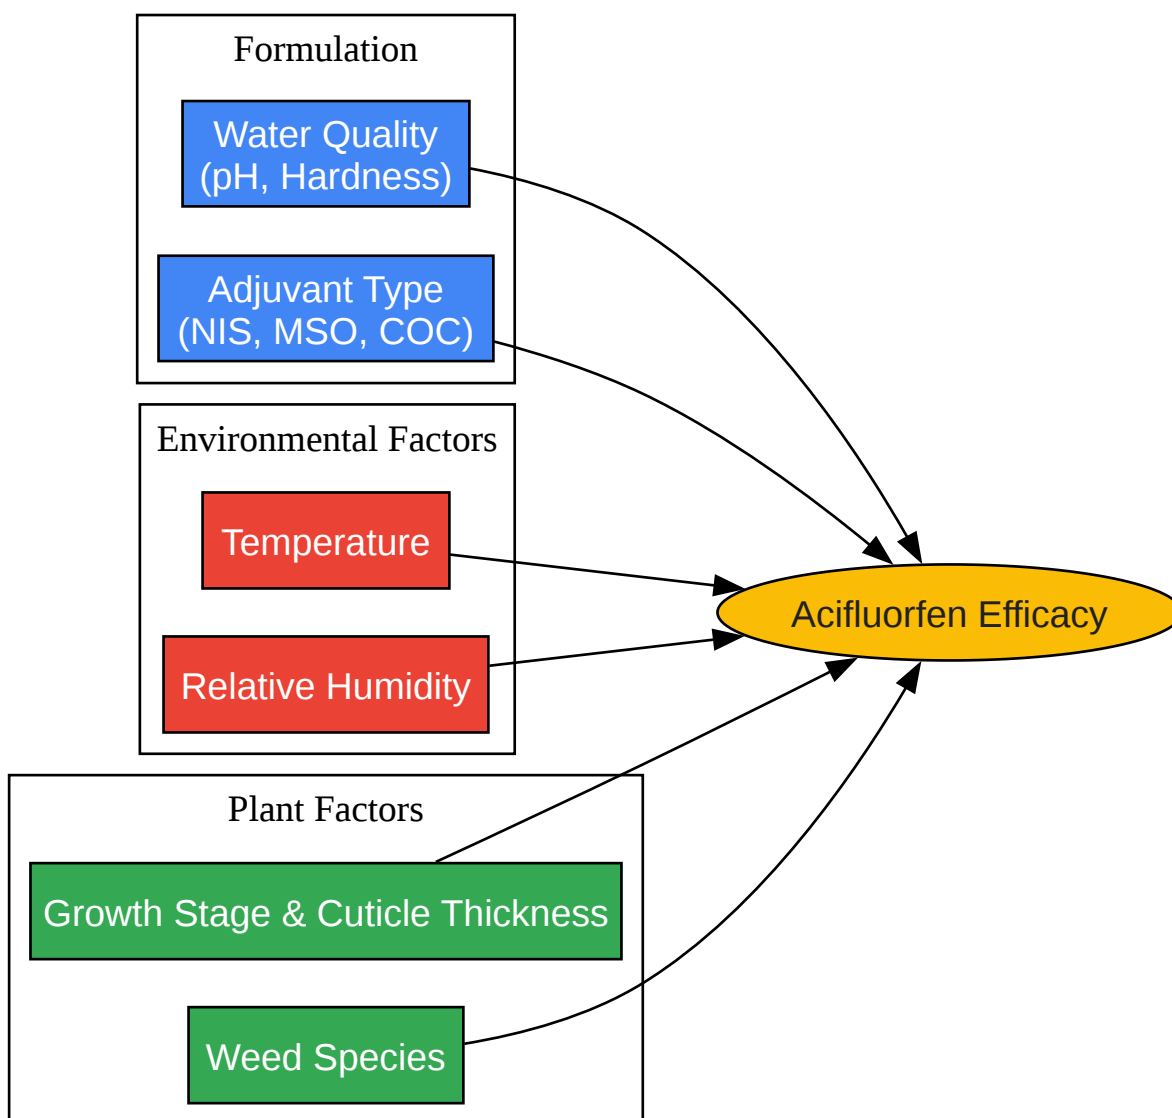 Formulation
Water Quality
(pH, Hardness)
Adjuvant Type
(NIS, MSO, COC)
Environmental Factors
Temperature
Relative Humidity
Acifluorfen Efficacy
Plant Factors
Growth Stage & Cuticle Thickness
Weed Species